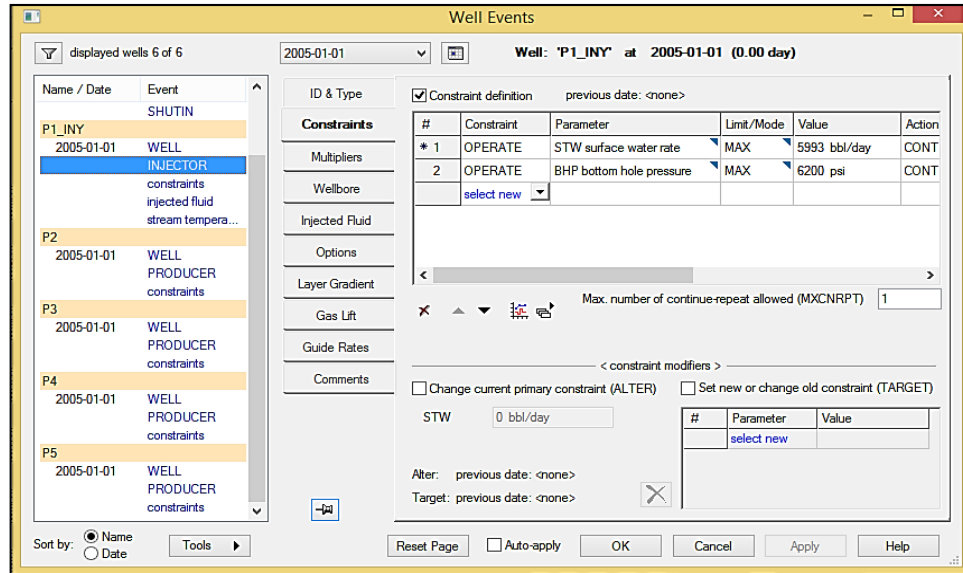 Well Events
displayed wells 6 of 6
2005-01-01
Well: 'P1_INY' at 2005-01-01 (0.00 day)
Name / Date Event
SHUTIN
P1_INY
2005-01-01 WELL
INJECTOR
constraints
injected fluid
stream tempera...
P2
2005-01-01 WELL
PRODUCER
constraints
P3
2005-01-01 WELL
PRODUCER
constraints
P4
2005-01-01 WELL
PRODUCER
constraints
P5
2005-01-01 WELL
PRODUCER
constraints
ID & Type
Constraints
Multipliers
Wellbore
Injected Fluid
Options
Layer Gradient
Gas Lift
Guide Rates
Comments
Constraint definition previous date: <none>
# Constraint Parameter Limit/Mode Value Action
* 1 OPERATE STW surface water rate MAX 5993 bbl/day CONT
2 OPERATE BHP bottom hole pressure MAX 6200 psi CONT
select new
Max. number of continue-repeat allowed (MXCNRPT) 1
< constraint modifiers >
Change current primary constraint (ALTER)
STW 0 bbl/day
Set new or change old constraint (TARGET)
# Parameter Value
select new
Alter: previous date: <none>
Target: previous date: <none>
Sort by: Name
Date
Tools
Reset Page Auto-apply OK Cancel Apply Help